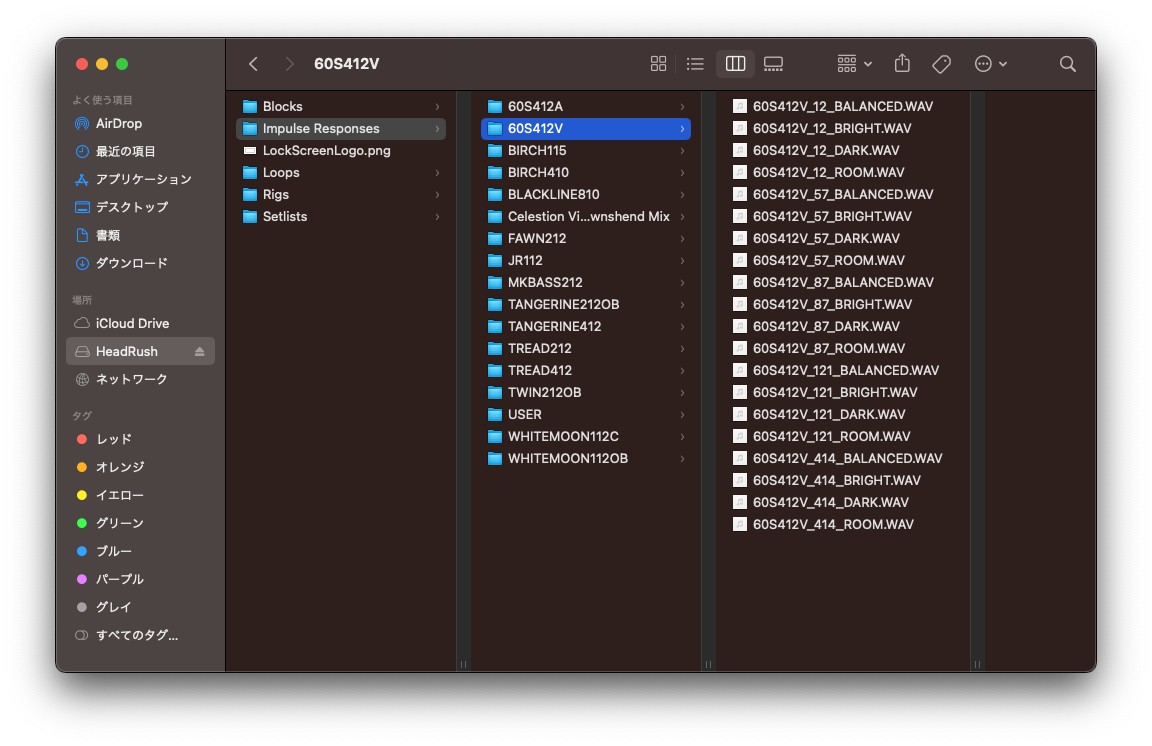 60S412V
よく使う項目
AirDrop
最近の項目
アプリケーション
デスクトップ
書類
ダウンロード
場所
iCloud Drive
HeadRush
ネットワーク
タグ
レッド
オレンジ
イエロー
グリーン
ブルー
パープル
グレイ
すべてのタグ...
Blocks
Impulse Responses
LockScreenLogo.png
Loops
Rigs
Setlists
60S412A
60S412V
BIRCH115
BIRCH410
BLACKLINE810
Celestion Vi...wnshend Mix
FAWN212
JR112
MKBASS212
TANGERINE212OB
TANGERINE412
TREAD212
TREAD412
TWIN212OB
USER
WHITEMOON112C
WHITEMOON112OB
60S412V_12_BALANCED.WAV
60S412V_12_BRIGHT.WAV
60S412V_12_DARK.WAV
60S412V_12_ROOM.WAV
60S412V_57_BALANCED.WAV
60S412V_57_BRIGHT.WAV
60S412V_57_DARK.WAV
60S412V_57_ROOM.WAV
60S412V_87_BALANCED.WAV
60S412V_87_BRIGHT.WAV
60S412V_87_DARK.WAV
60S412V_87_ROOM.WAV
60S412V_121_BALANCED.WAV
60S412V_121_BRIGHT.WAV
60S412V_121_DARK.WAV
60S412V_121_ROOM.WAV
60S412V_414_BALANCED.WAV
60S412V_414_BRIGHT.WAV
60S412V_414_DARK.WAV
60S412V_414_ROOM.WAV